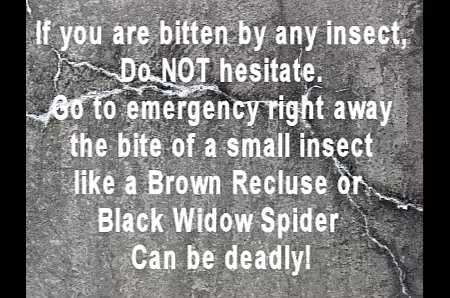 If you are bitten by any insect,
Do NOT hesitate.
Go to emergency right away
the bite of a small insect
like a Brown Recluse or
Black Widow Spider
Can be deadly!